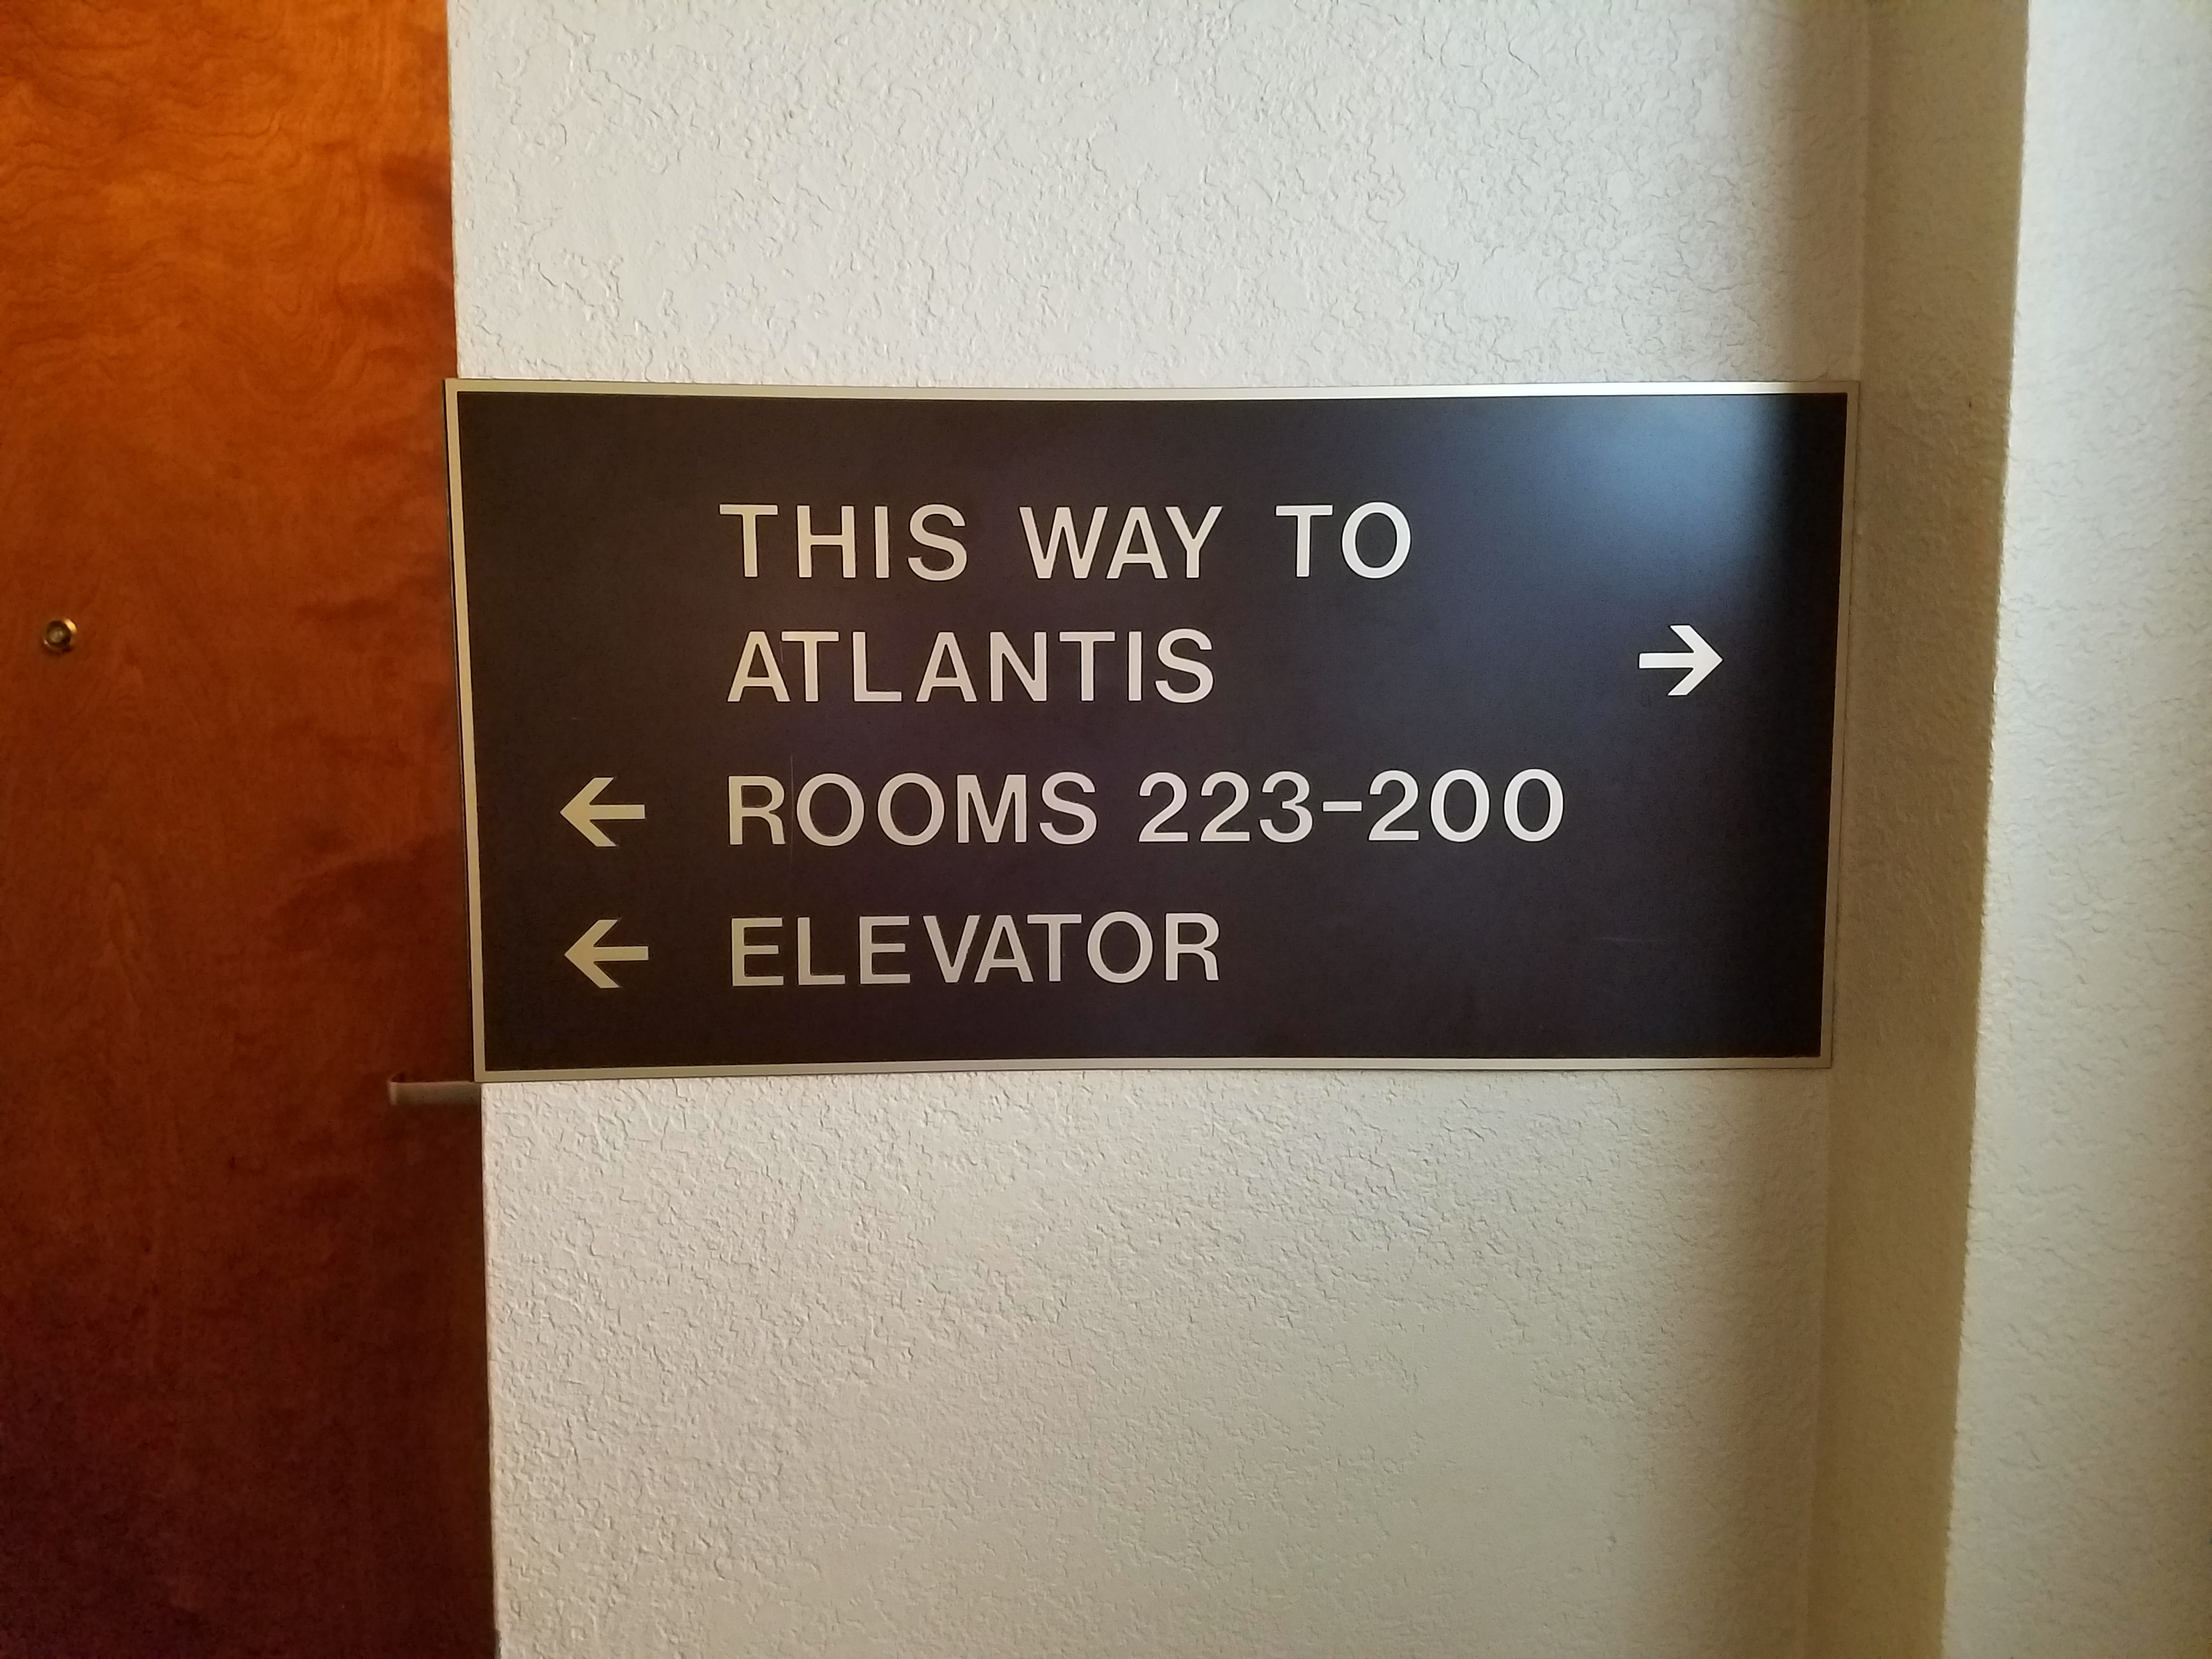 THIS WAY TO
ATLANTIS →
← ROOMS 223-200
← ELEVATOR